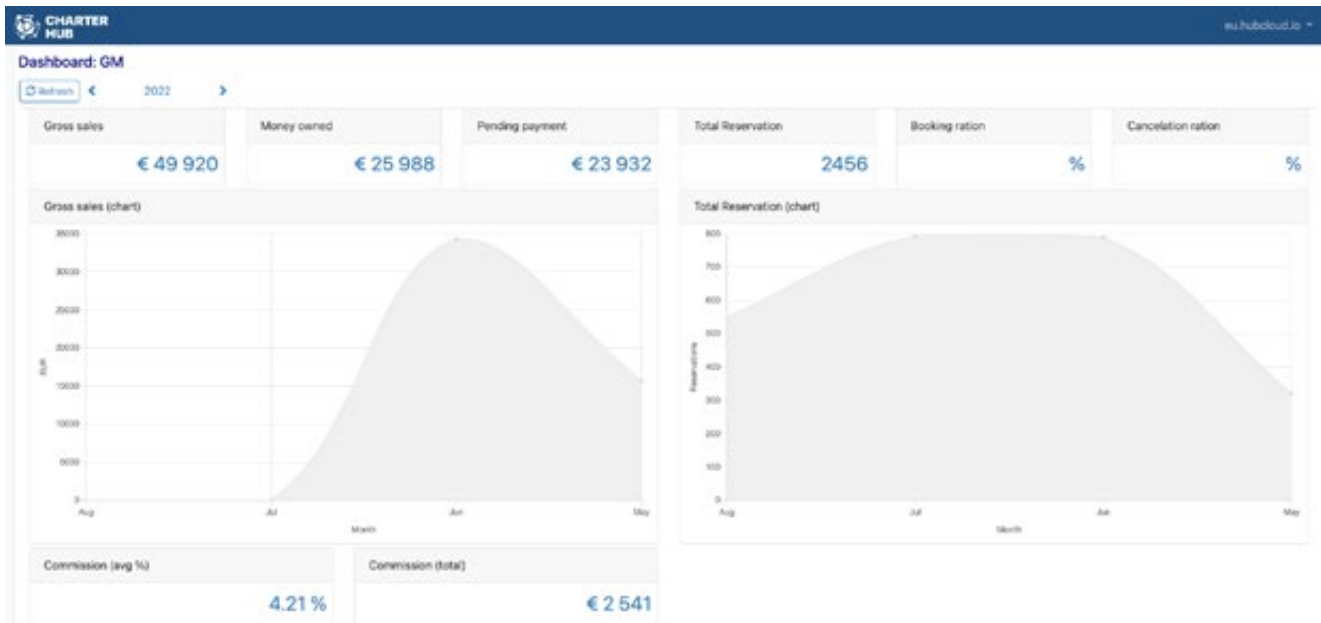 CHARTER
HUB
eu.hubcloud.io
Dashboard: GM
Refresh 2022
Gross sales Money owned Pending payment Total Reservation Booking ration Cancelation ration
€ 49 920 € 25 988 € 23 932 2456 % %
Gross sales (chart) Total Reservation (chart)
35000 800
30000 700
25000 600
20000 500
15000 400
10000 300
5000 200
0 100
EUR 0
Reservations
Aug Jul Jun May Aug Jul Jun May
Month Month
Commission (avg %) Commission (total)
4.21 % € 2 541